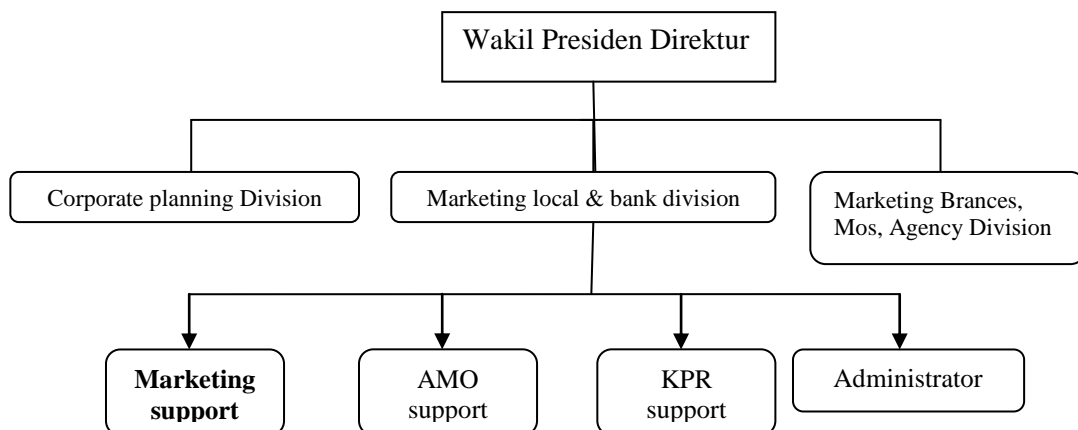 Wakil Presiden Direktur
Corporate planning Division
Marketing local & bank division
Marketing Brances,
Mos, Agency Division
Marketing
support
AMO
support
KPR
support
Administrator